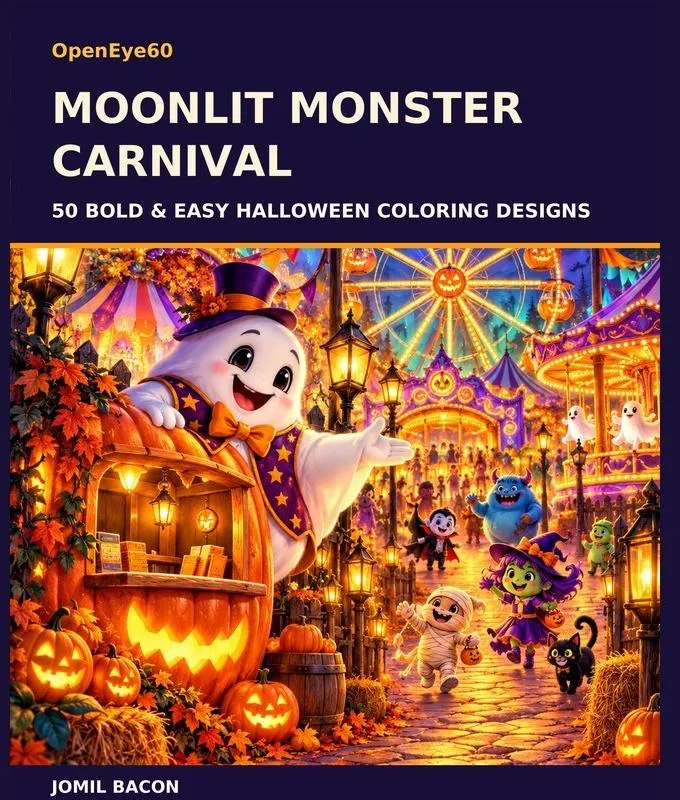 OpenEye60
MOONLIT MONSTER
CARNIVAL
50 BOLD & EASY HALLOWEEN COLORING DESIGNS
JOMIL BACON